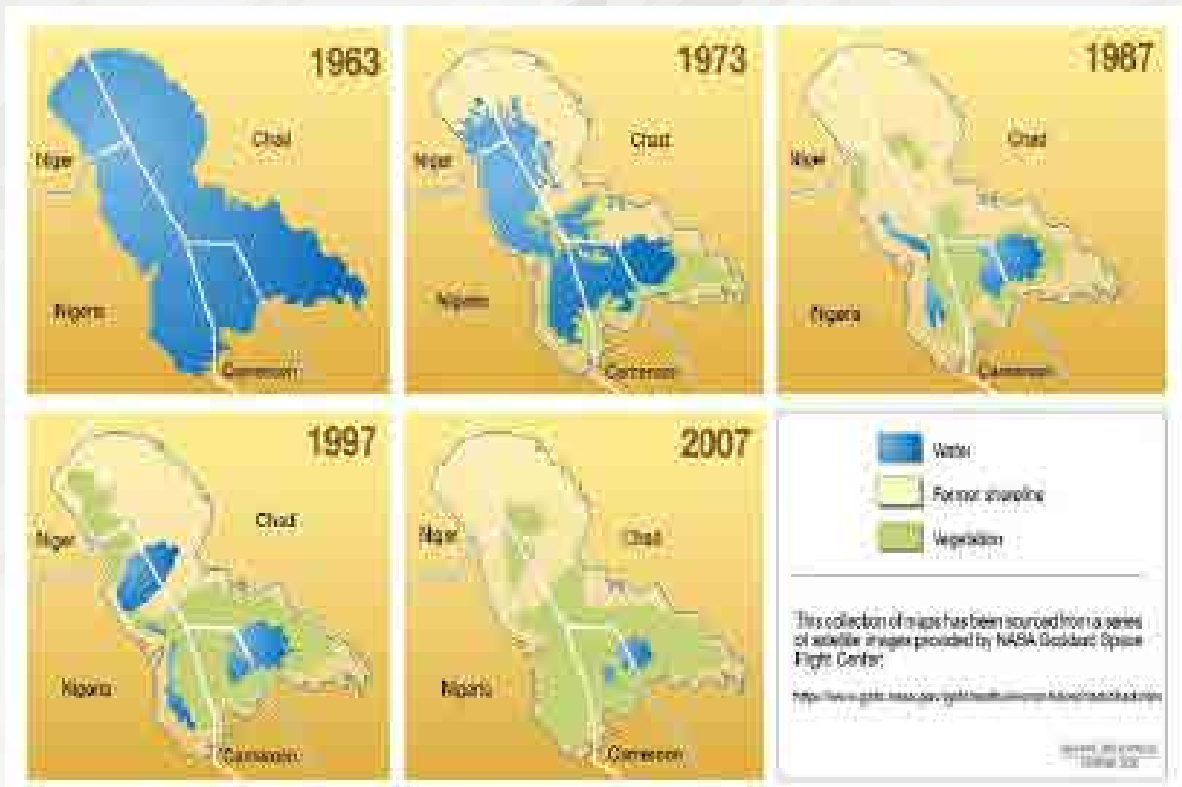 1963
Chad
Niger
Nigeria
Cameroon
1973
Chad
Niger
Nigeria
Cameroon
1987
Chad
Niger
Nigeria
Cameroon
1997
Chad
Niger
Nigeria
Cameroon
2007
Chad
Niger
Nigeria
Cameroon
Water
Former shoreline
Vegetation
This collection of maps has been sourced from a series
of satellite images provided by NASA Goddard Space
Flight Center: